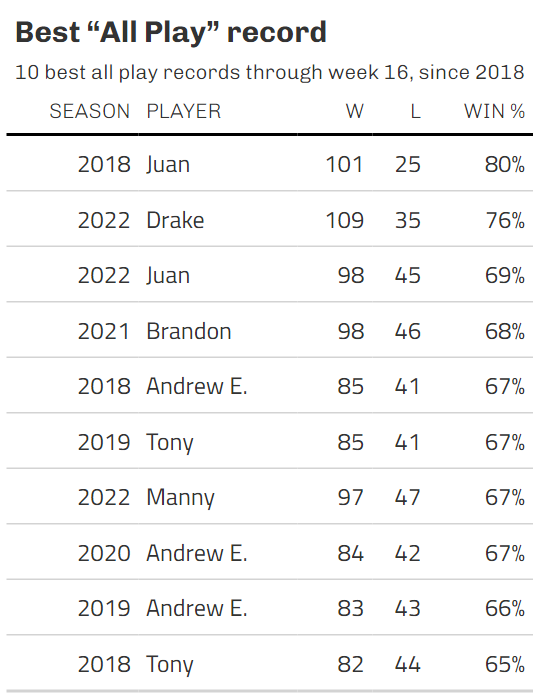 Best “All Play” record
10 best all play records through week 16, since 2018
SEASON PLAYER W L WIN %
2018 Juan 101 25 80%
2022 Drake 109 35 76%
2022 Juan 98 45 69%
2021 Brandon 98 46 68%
2018 Andrew E. 85 41 67%
2019 Tony 85 41 67%
2022 Manny 97 47 67%
2020 Andrew E. 84 42 67%
2019 Andrew E. 83 43 66%
2018 Tony 82 44 65%